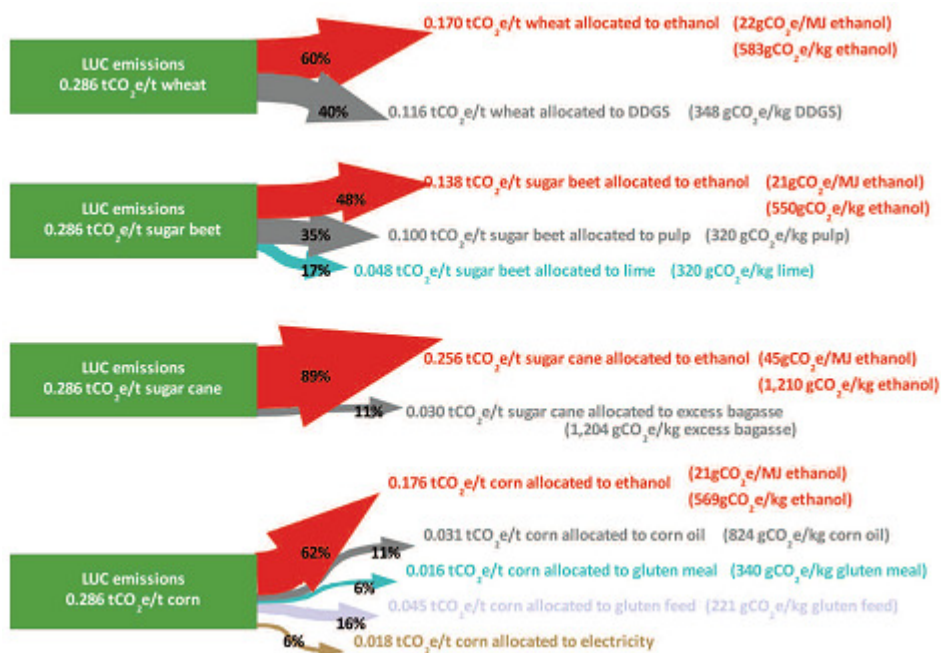 0.170 tCO₂e/t wheat allocated to ethanol (22gCO₂e/MJ ethanol)
(583gCO₂e/kg ethanol)
LUC emissions
0.286 tCO₂e/t wheat
60%
40%
0.116 tCO₂e/t wheat allocated to DDGS (348 gCO₂e/kg DDGS)
0.138 tCO₂e/t sugar beet allocated to ethanol (21gCO₂e/MJ ethanol)
(550gCO₂e/kg ethanol)
LUC emissions
0.286 tCO₂e/t sugar beet
48%
35%
0.100 tCO₂e/t sugar beet allocated to pulp (320 gCO₂e/kg pulp)
17%
0.048 tCO₂e/t sugar beet allocated to lime (320 gCO₂e/kg lime)
LUC emissions
0.286 tCO₂e/t sugar cane
89%
0.256 tCO₂e/t sugar cane allocated to ethanol (45gCO₂e/MJ ethanol)
(1,210 gCO₂e/kg ethanol)
11%
0.030 tCO₂e/t sugar cane allocated to excess bagasse
(1,204 gCO₂e/kg excess bagasse)
0.176 tCO₂e/t corn allocated to ethanol (21gCO₂e/MJ ethanol)
(569gCO₂e/kg ethanol)
LUC emissions
0.286 tCO₂e/t corn
62%
11%
0.031 tCO₂e/t corn allocated to corn oil (824 gCO₂e/kg corn oil)
6%
0.016 tCO₂e/t corn allocated to gluten meal (340 gCO₂e/kg gluten meal)
16%
0.045 tCO₂e/t corn allocated to gluten feed (221 gCO₂e/kg gluten feed)
6%
0.018 tCO₂e/t corn allocated to electricity